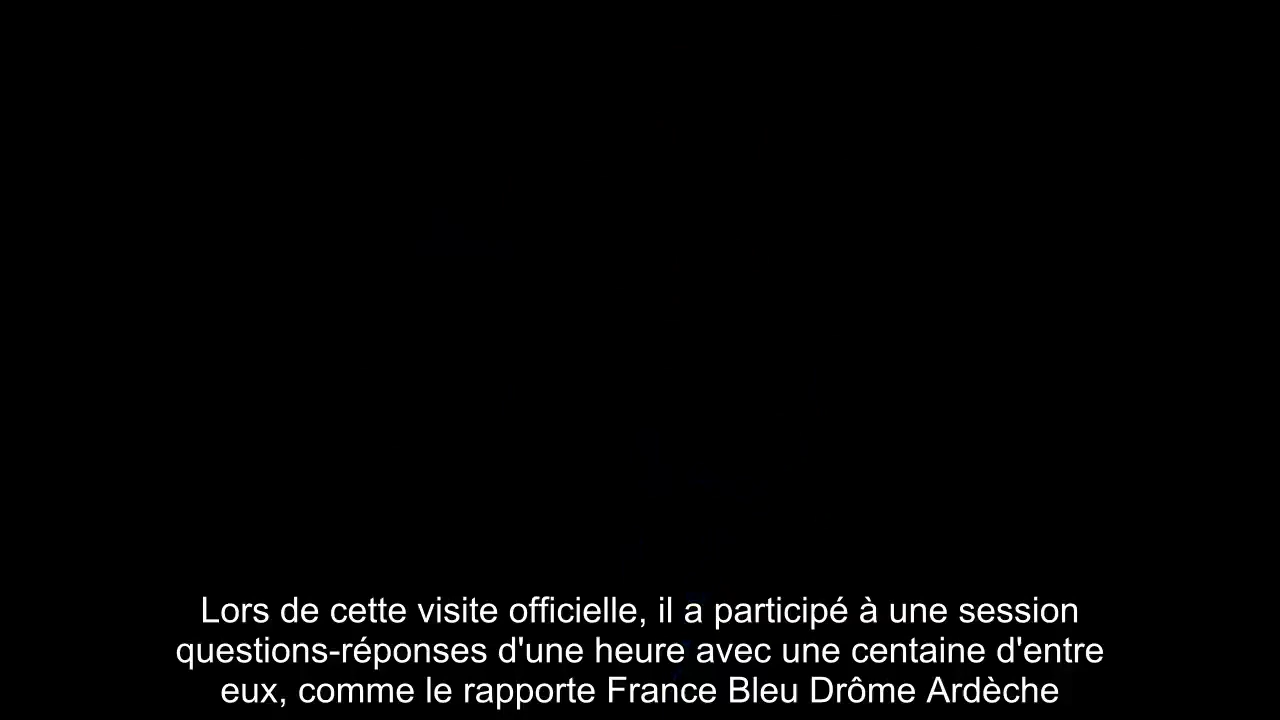 Lors de cette visite officielle, il a participé à une session
questions-réponses d'une heure avec une centaine d'entre
eux, comme le rapporte France Bleu Drôme Ardèche